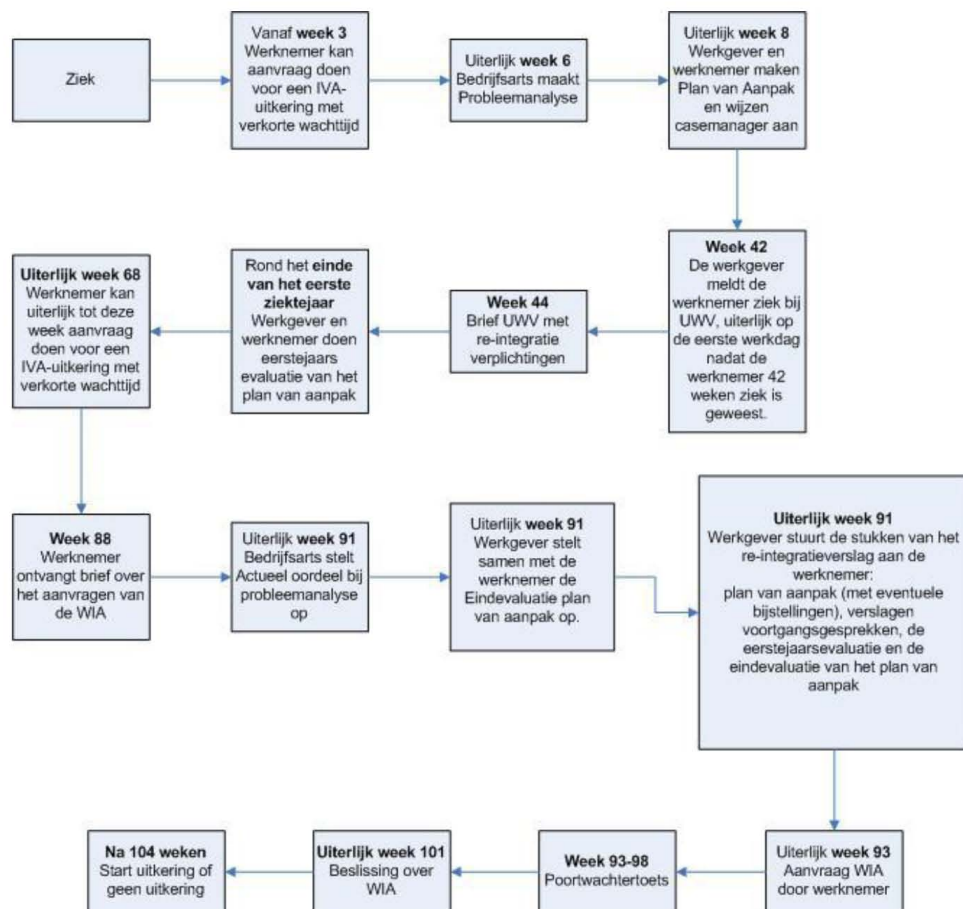 Ziek
Vanaf week 3
Werknemer kan
aanvraag doen
voor een IVA-
uitkering met
verkorte wachttijd
Uiterlijk week 6
Bedrijfsarts maakt
Probleemanalyse
Uiterlijk week 8
Werkgever en
werknemer maken
Plan van Aanpak
en wijzen
casemanager aan
Week 42
De werkgever
meldt de
werknemer ziek bij
UWV, uiterlijk op
de eerste werkdag
nadat de
werknemer 42
weken ziek is
geweest.
Week 44
Brief UWV met
re-integratie
verplichtingen
Rond het einde
van het eerste
ziektejaar
Werkgever en
werknemer doen
eerstejaars
evaluatie van het
plan van aanpak
Uiterlijk week 68
Werknemer kan
uiterlijk tot deze
week aanvraag
doen voor een
IVA-uitkering met
verkorte wachttijd
Week 88
Werknemer
ontvangt brief over
het aanvragen van
de WIA
Uiterlijk week 91
Bedrijfsarts stelt
Actueel oordeel bij
probleemanalyse
op
Uiterlijk week 91
Werkgever stelt
samen met de
werknemer de
Eindevaluatie plan
van aanpak op.
Uiterlijk week 91
Werkgever stuurt de stukken van het
re-integratieverslag aan de
werknemer:
plan van aanpak (met eventuele
bijstellingen), verslagen
voortgangsgesprekken, de
eerstejaarsevaluatie en de
eindevaluatie van het plan van
aanpak
Uiterlijk week 93
Aanvraag WIA
door werknemer
Week 93-98
Poortwachtertoets
Uiterlijk week 101
Beslissing over
WIA
Na 104 weken
Start uitkering of
geen uitkering